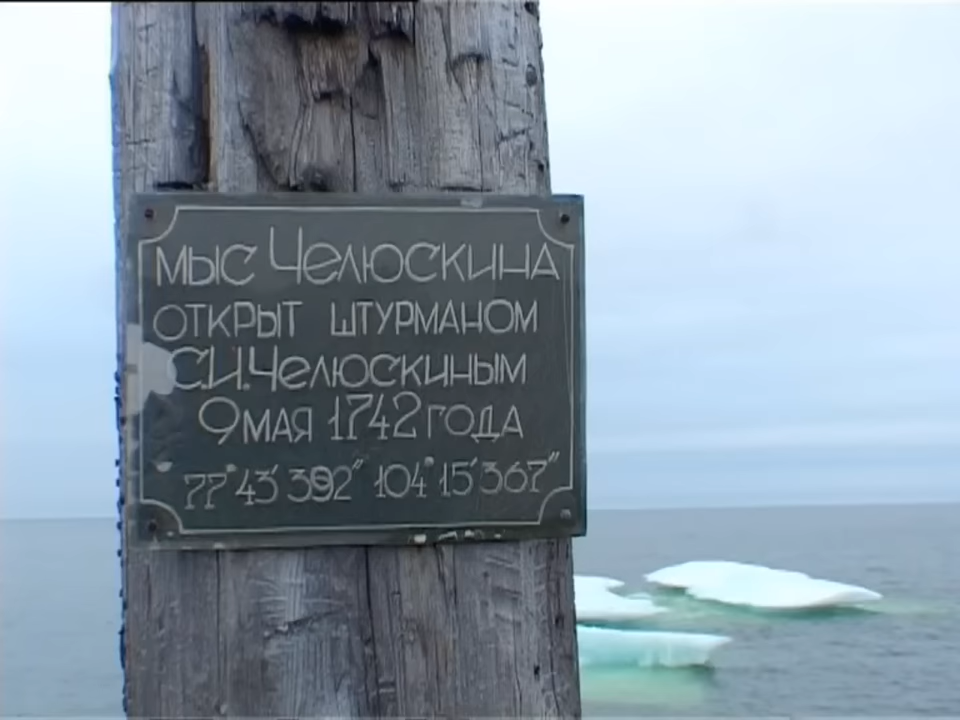 мыс Челюскина
открыт штурманом
С.И. Челюскиным
9 мая 1742 года
77° 43' 392" 104° 15' 367"